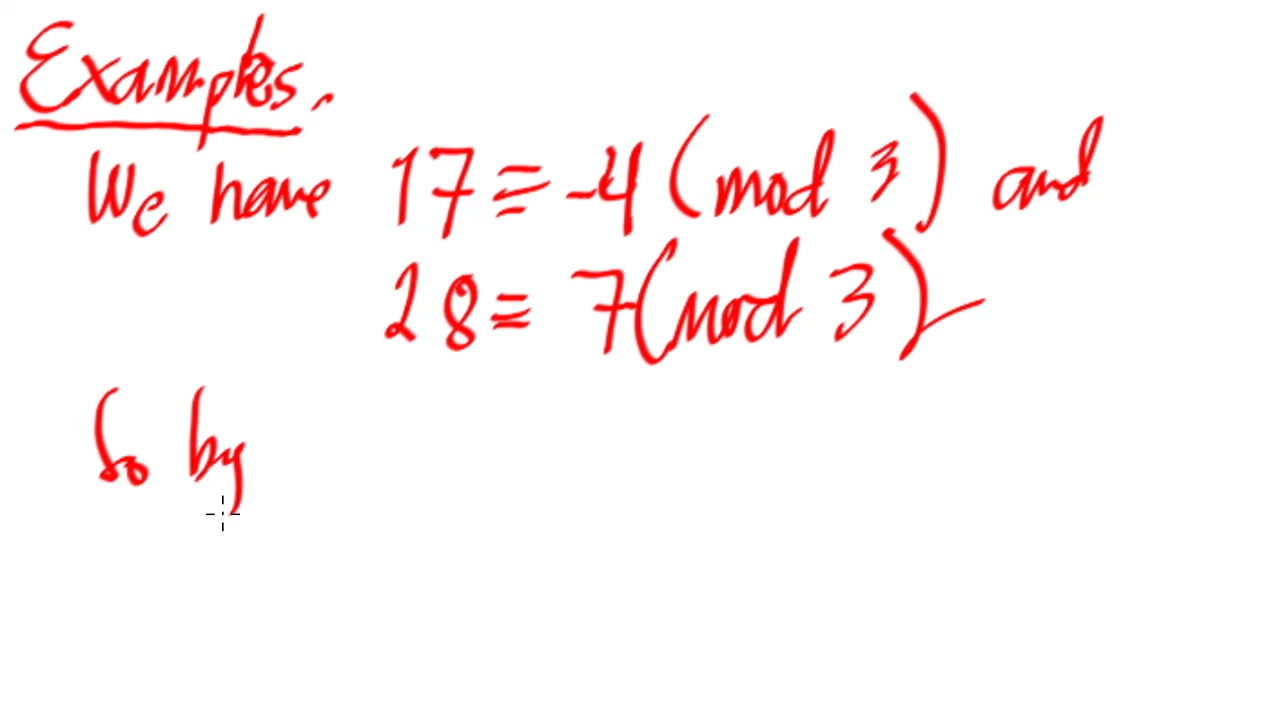 Examples.
We have 17 ≡ -4 (mod 3) and
28 ≡ 7 (mod 3)
So by